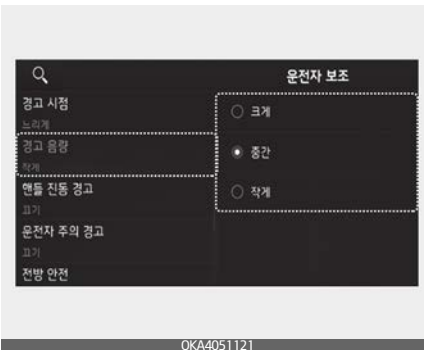 운전자 보조
경고 시점
느리게
경고 음량
작게
핸들 진동 경고
끄기
운전자 주의 경고
끄기
전방 안전
크게
중간
작게
OKA4051121